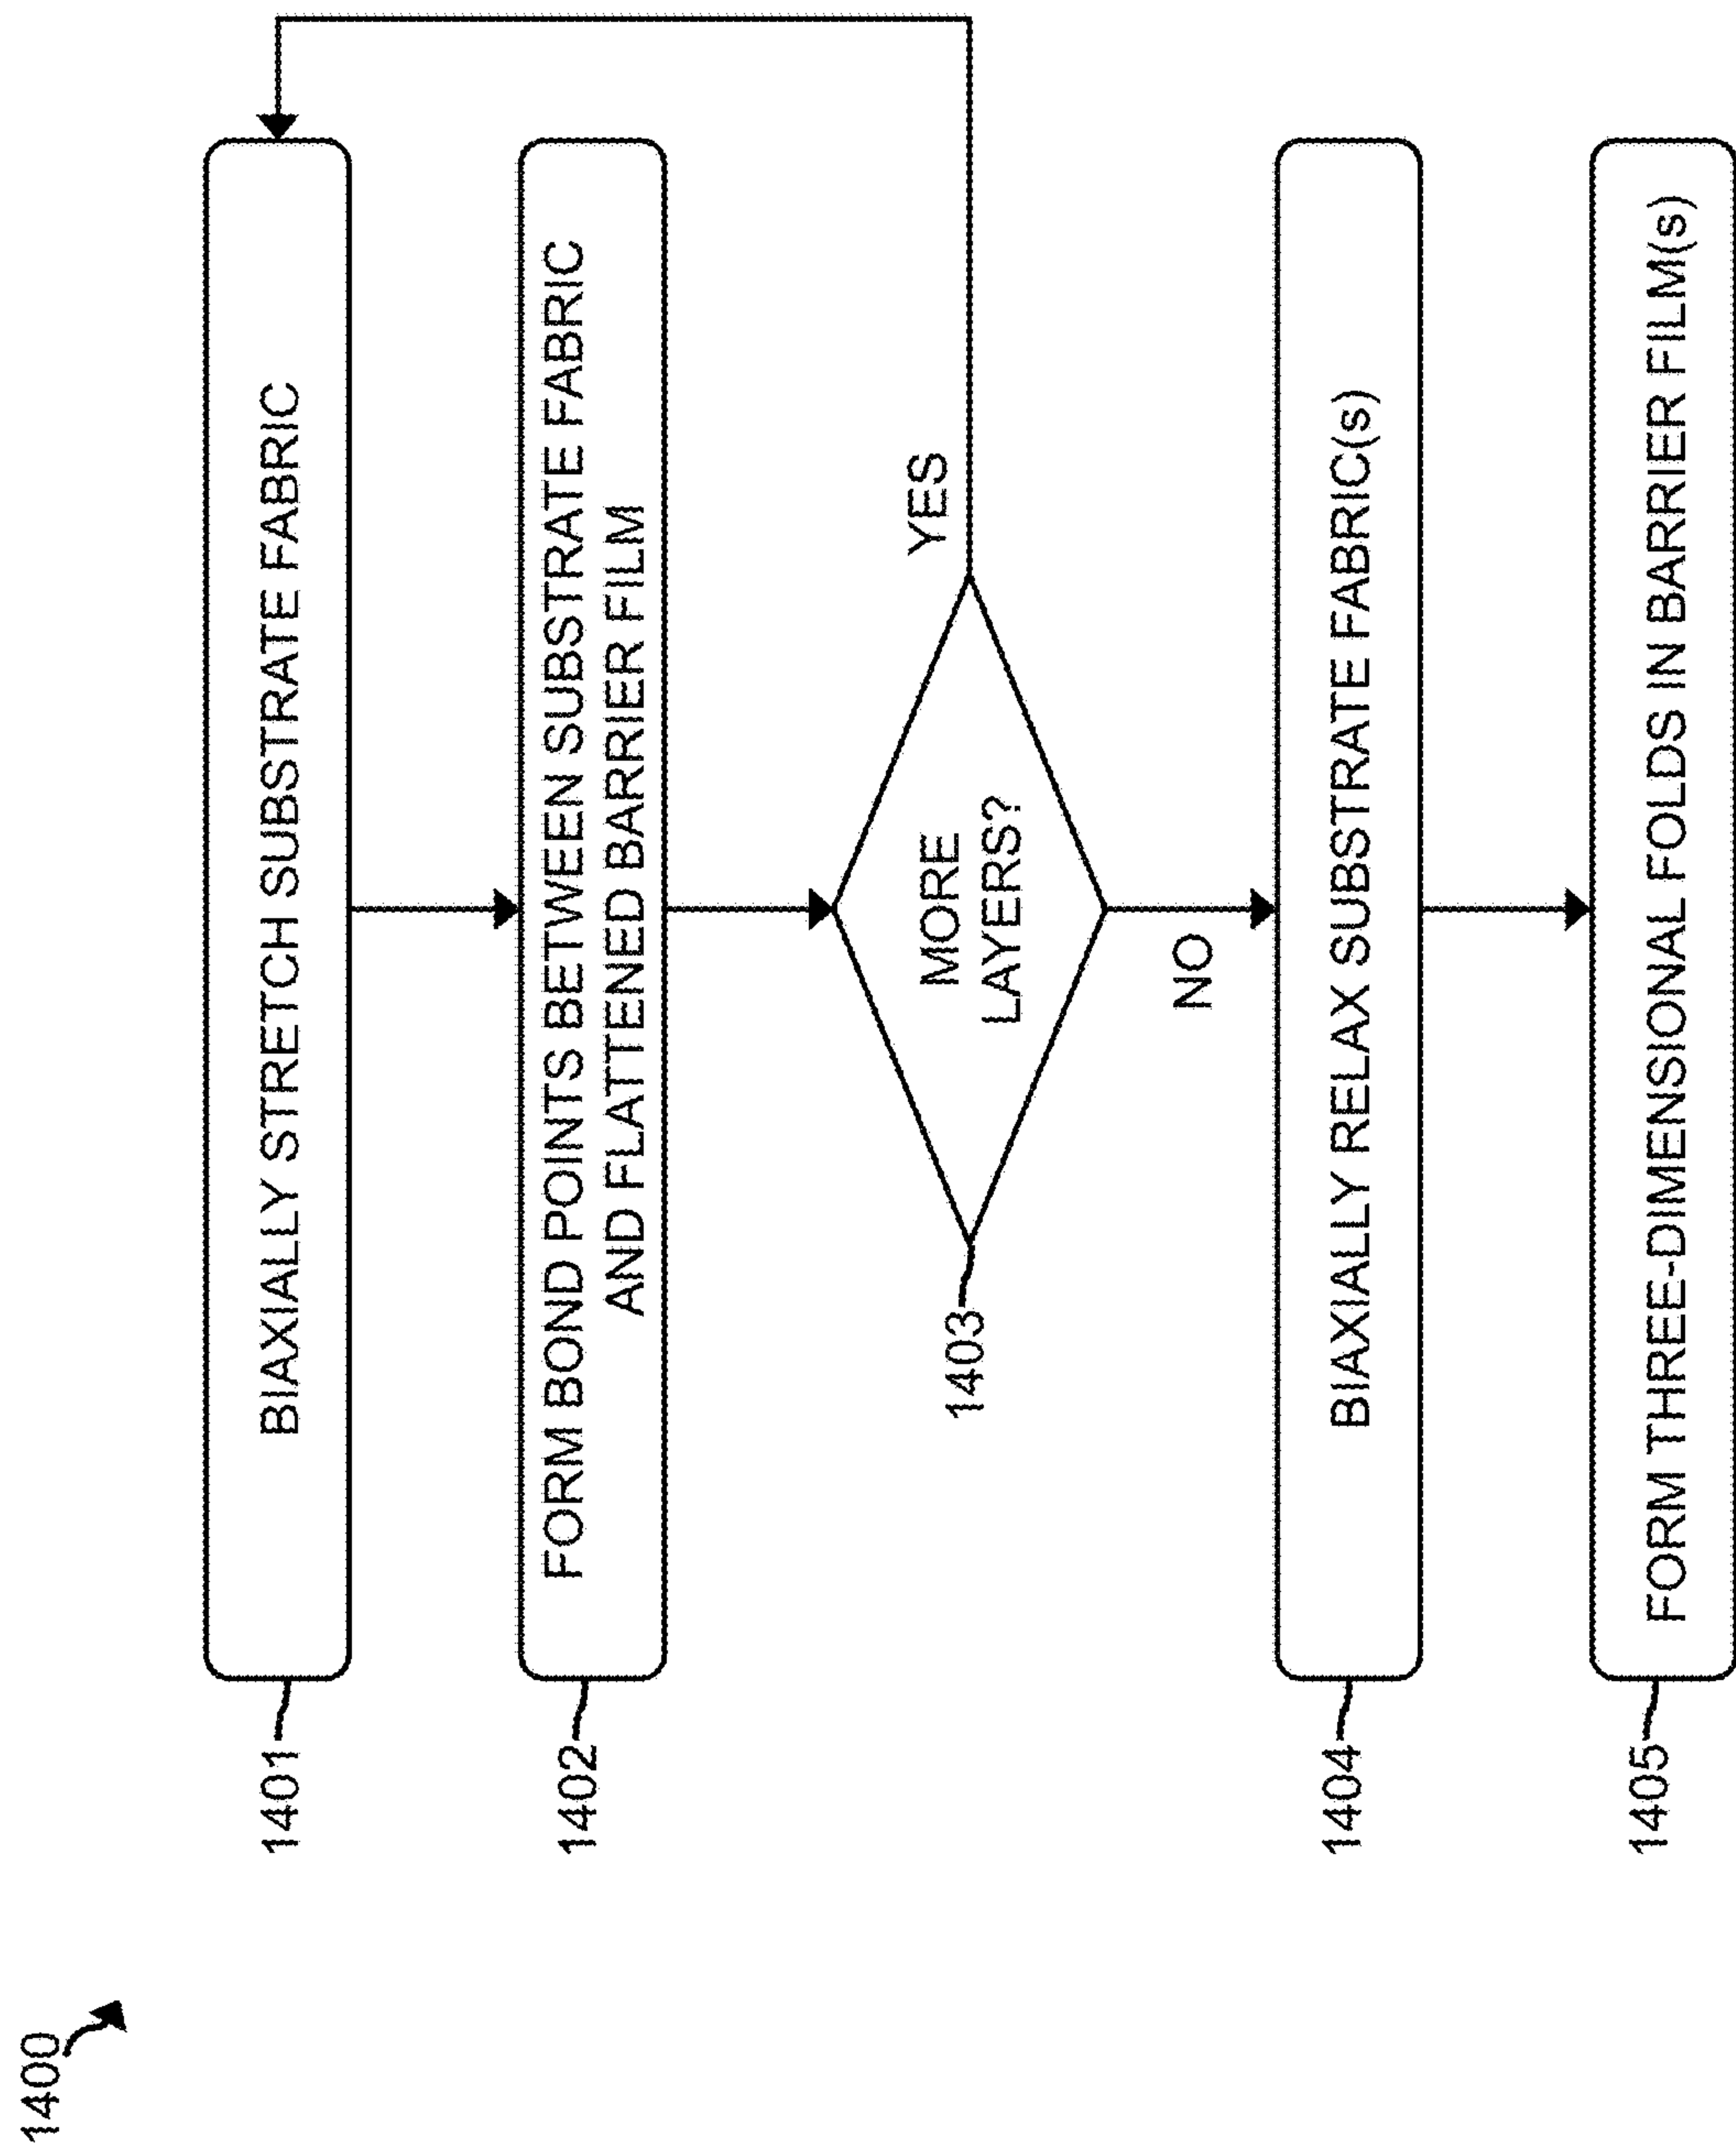 1400
1401
BIAXIALLY STRETCH SUBSTRATE FABRIC
1402
FORM BOND POINTS BETWEEN SUBSTRATE FABRIC
AND FLATTENED BARRIER FILM
1403
MORE
LAYERS?
YES
NO
1404
BIAXIALLY RELAX SUBSTRATE FABRIC(s)
1405
FORM THREE-DIMENSIONAL FOLDS IN BARRIER FILM(s)